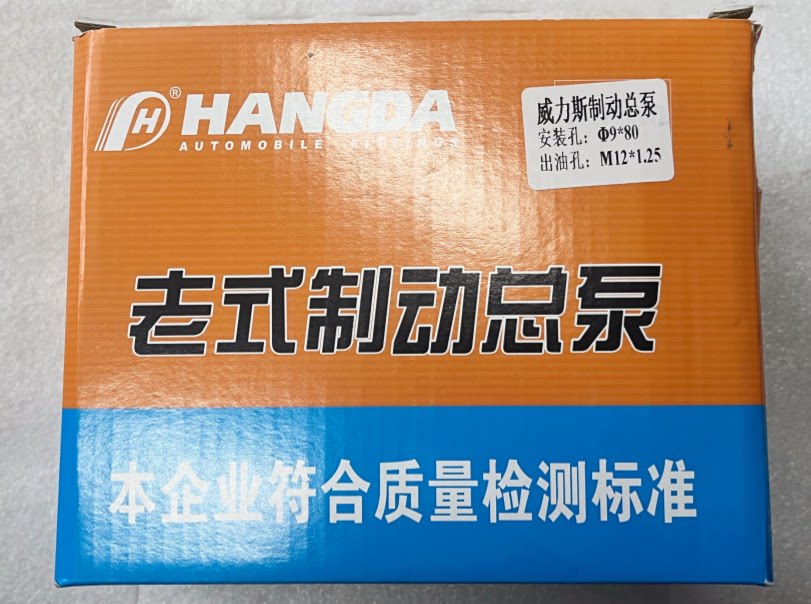 H®
HANGDA
AUTOMOBILE FITTINGS
威力斯制动总泵
安装孔：Φ9*80
出油孔：M12*1.25
老式制动总泵
本企业符合质量检测标准